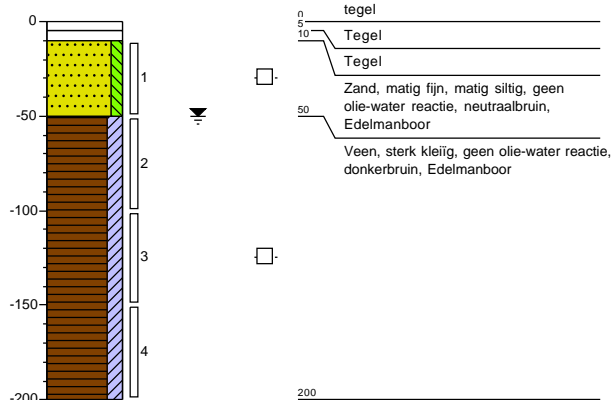 0
-50
-100
-150
-200
1
2
3
4
0
tegel
5
Tegel
10
Tegel
Zand, matig fijn, matig siltig, geen
olie-water reactie, neutraalbruin,
Edelmanboor
50
Veen, sterk kleiïg, geen olie-water reactie,
donkerbruin, Edelmanboor
200